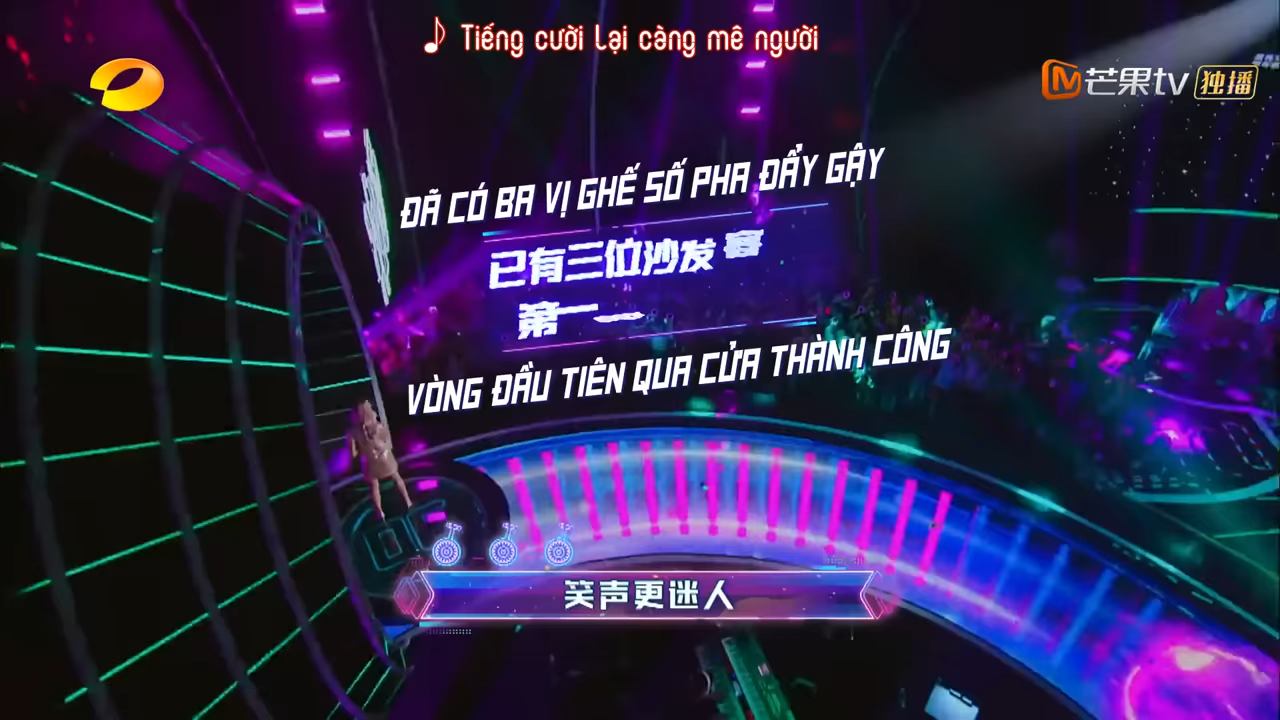 ♪ Tiếng cười lại càng mê người
芒果tv 独播
ĐÃ CÓ BA VỊ GHẾ SỐ PHA ĐẨY GẬY
已有三位沙发客
第一
VÒNG ĐẦU TIÊN QUA CỬA THÀNH CÔNG
笑声更迷人